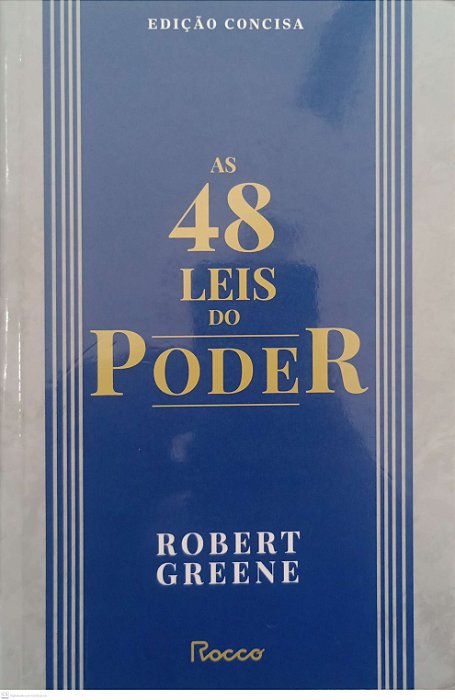 EDIÇÃO CONCISA
AS
48
LEIS
DO
PODER
ROBERT
GREENE
Rocco